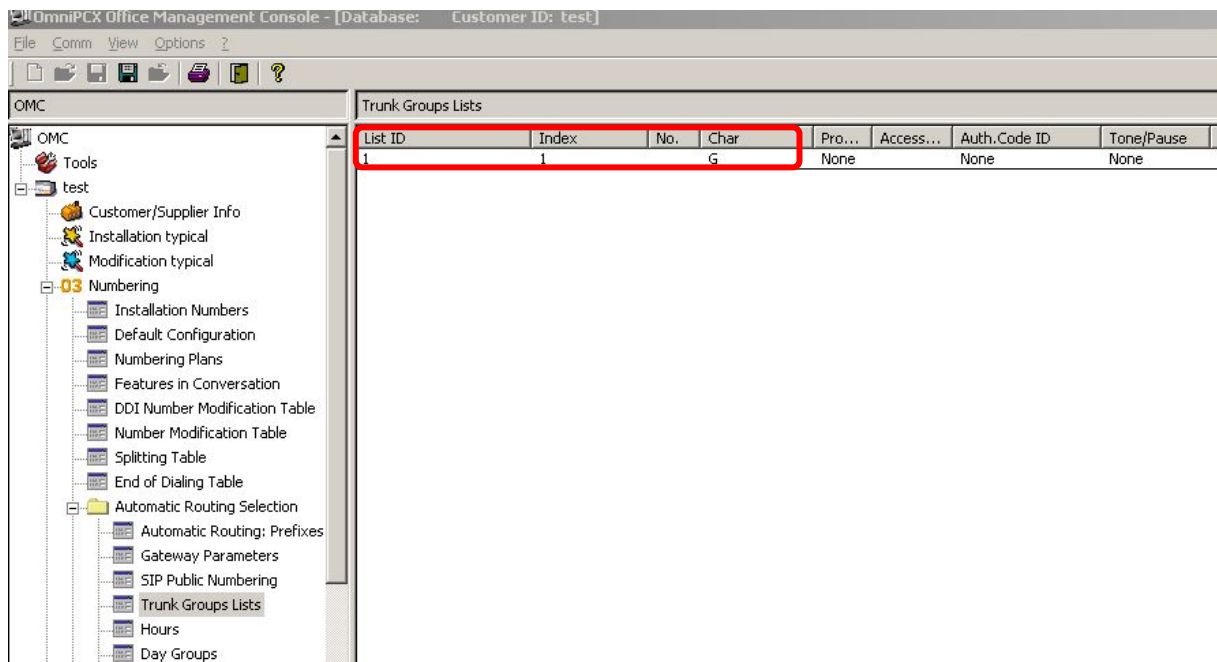 OmniPCX Office Management Console - [Database: Customer ID: test]
File Comm View Options ?
OMC
Trunk Groups Lists
List ID Index No. Char Pro... Access... Auth.Code ID Tone/Pause
1 1 G None None None
OMC
Tools
test
Customer/Supplier Info
Installation typical
Modification typical
Numbering
Installation Numbers
Default Configuration
Numbering Plans
Features in Conversation
DDI Number Modification Table
Number Modification Table
Splitting Table
End of Dialing Table
Automatic Routing Selection
Automatic Routing: Prefixes
Gateway Parameters
SIP Public Numbering
Trunk Groups Lists
Hours
Day Groups